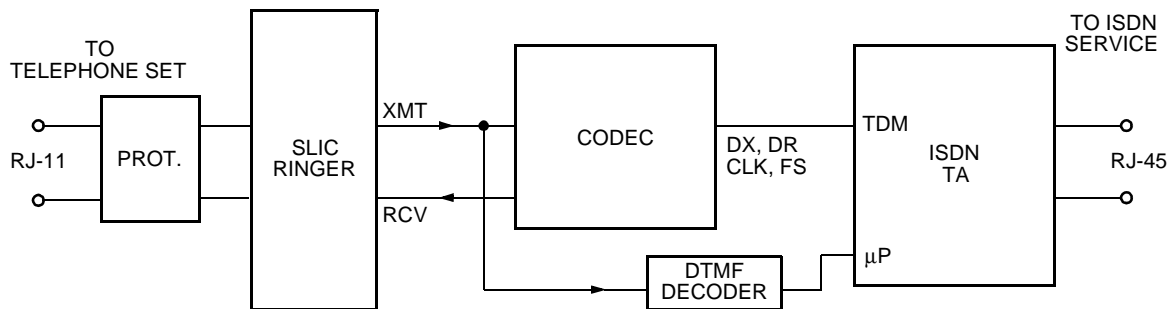 TO
TELEPHONE SET
RJ-11
PROT.
SLIC
RINGER
XMT
RCV
CODEC
DX, DR
CLK, FS
DTMF
DECODER
TDM
ISDN
TA
μP
TO ISDN
SERVICE
RJ-45